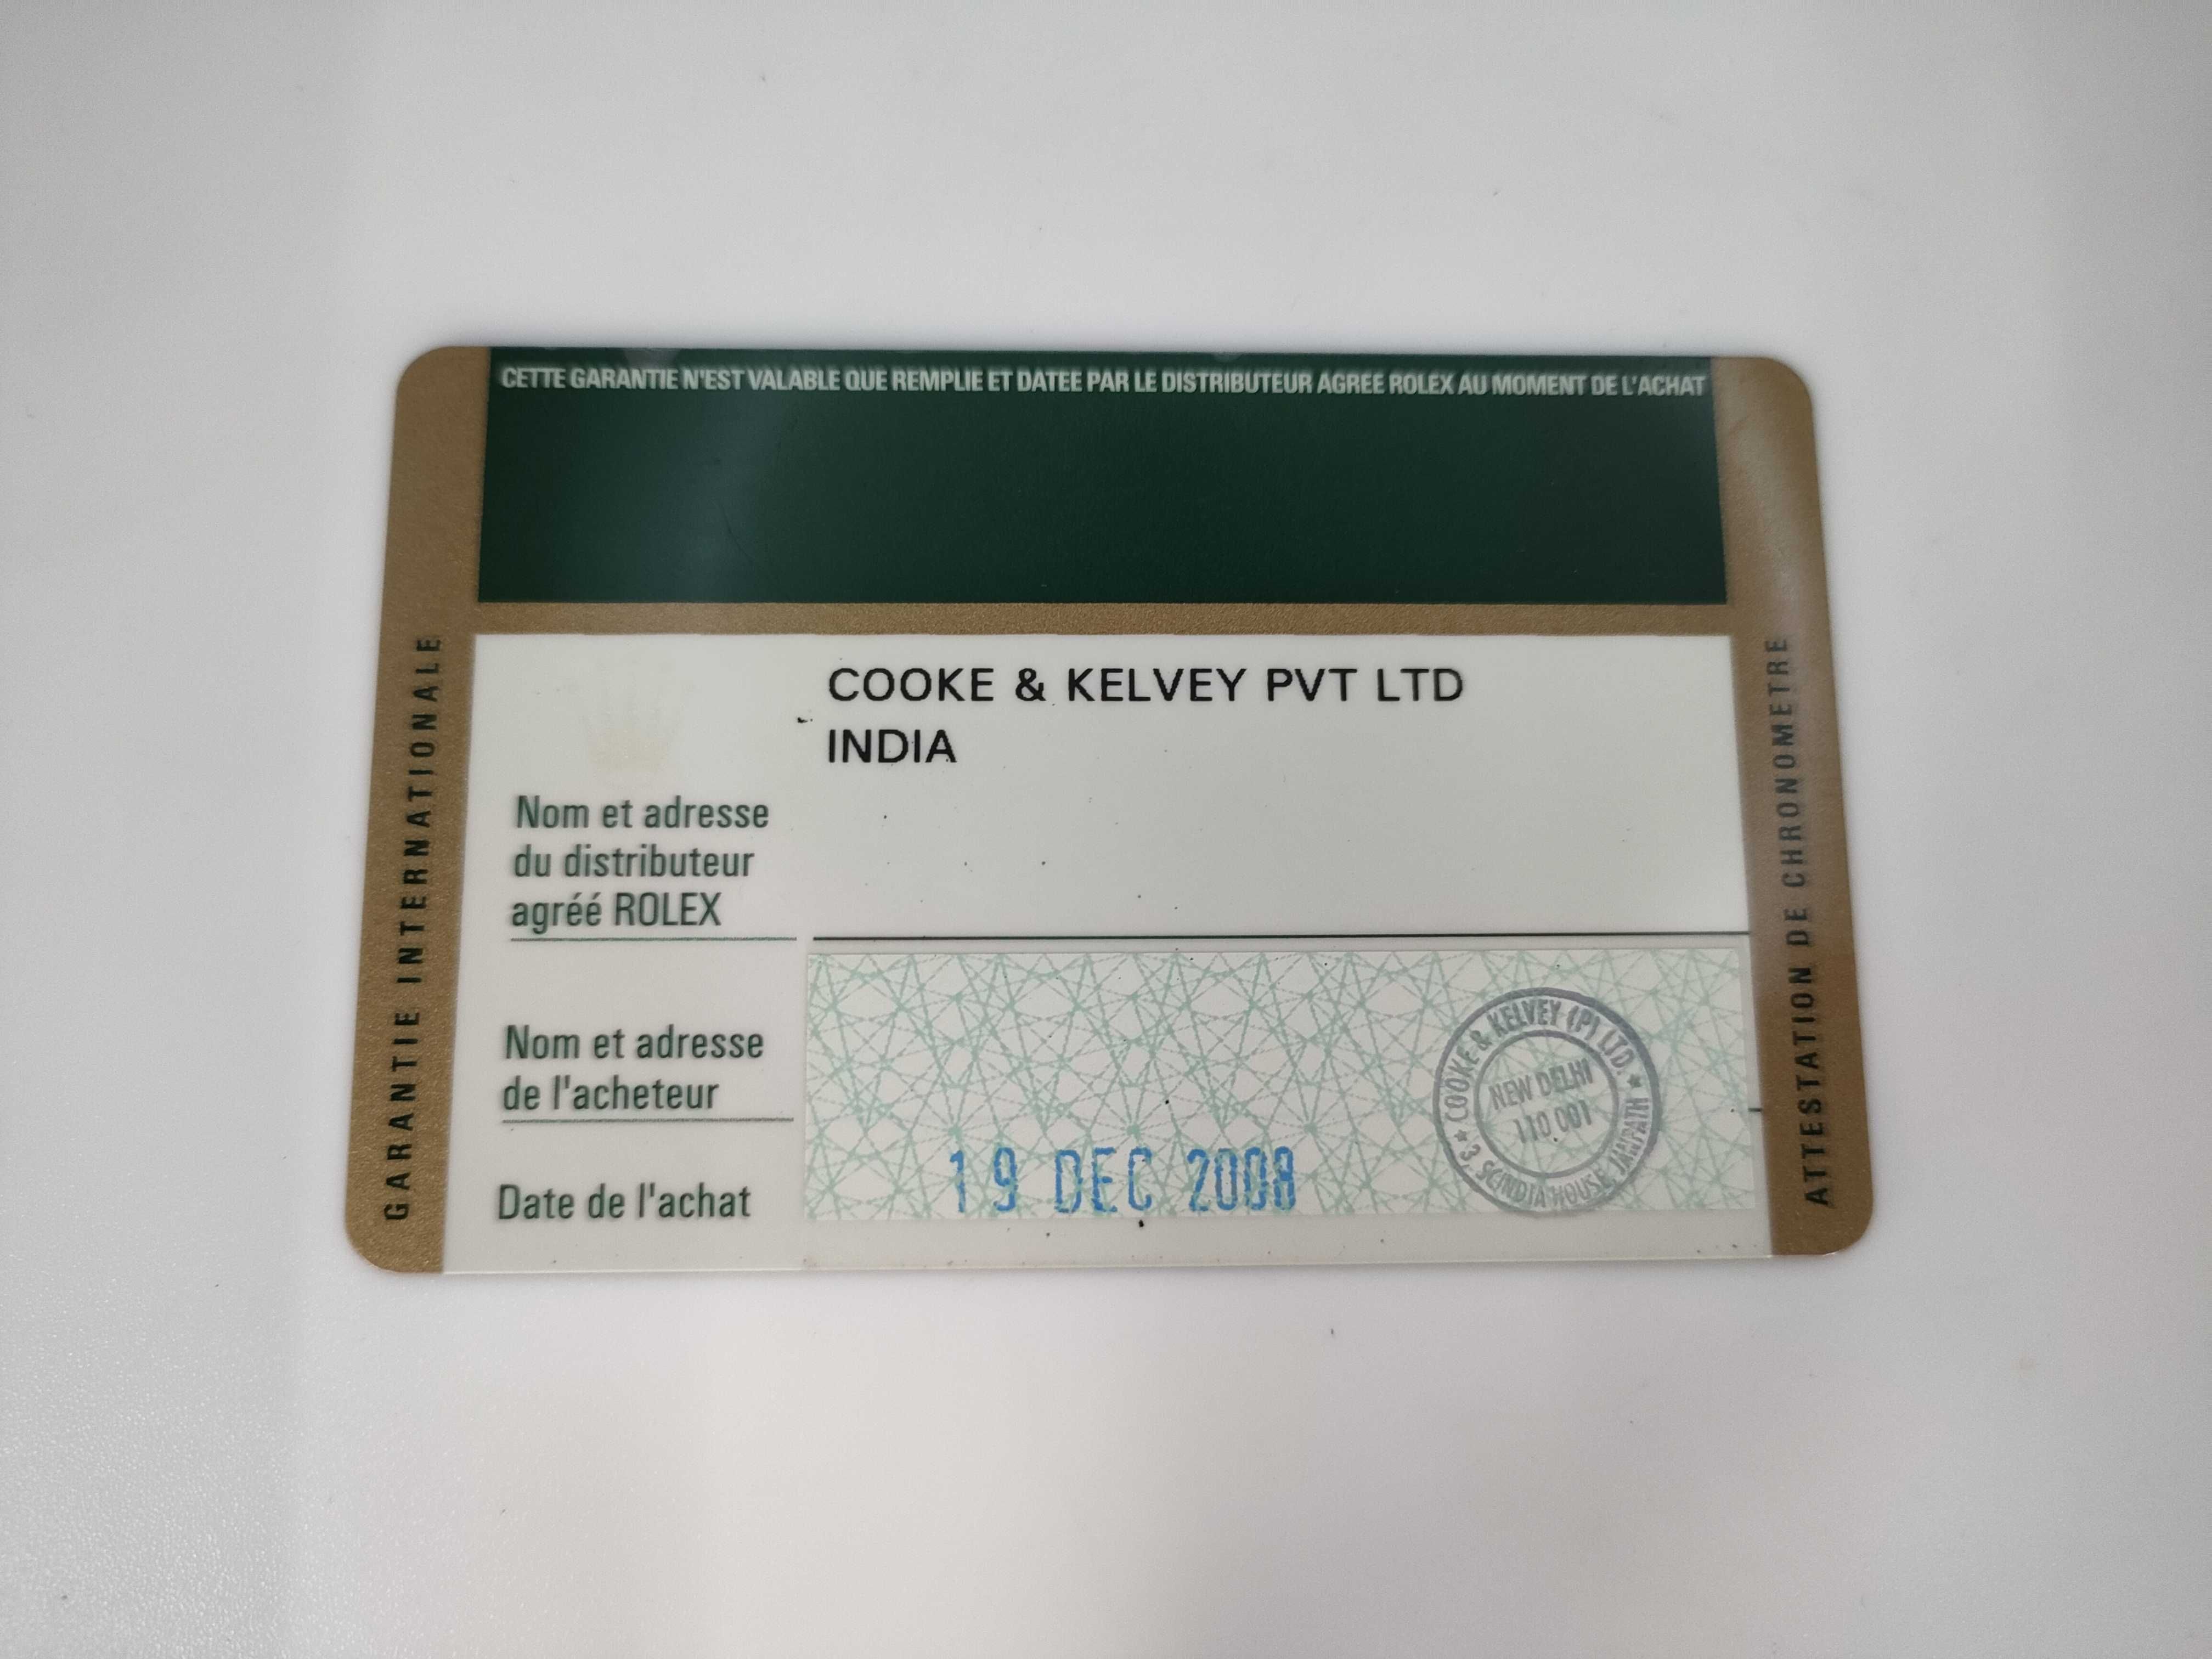 CETTE GARANTIE N'EST VALABLE QUE REMPLIE ET DATEE PAR LE DISTRIBUTEUR AGREE ROLEX AU MOMENT DE L'ACHAT
GARANTIE INTERNATIONALE
COOKE & KELVEY PVT LTD
INDIA
Nom et adresse
du distributeur
agréé ROLEX
Nom et adresse
de l'acheteur
Date de l'achat
19 DEC 2008
COOKE & KELVEY (P) LTD.
★ 3, SCINDIA HOUSE, JANPATH ★
NEW DELHI
110 001
ATTESTATION DE CHRONOMETRE